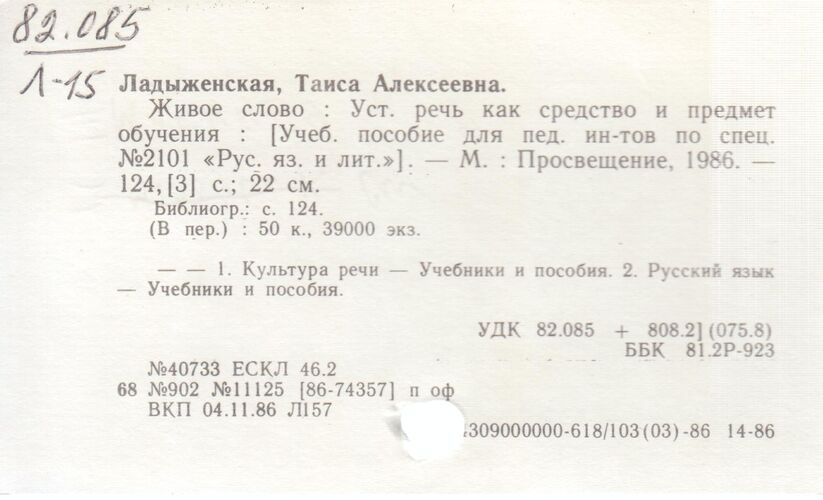 82.085
Л-15
Ладыженская, Таиса Алексеевна.
Живое слово : Уст. речь как средство и предмет
обучения : [Учеб. пособие для пед. ин-тов по спец.
№2101 «Рус. яз. и лит.»]. — М. : Просвещение, 1986. —
124, [3] с.; 22 см.
Библиогр.: с. 124.
(В пер.) : 50 к., 39000 экз.
— — 1. Культура речи — Учебники и пособия. 2. Русский язык
— Учебники и пособия.
УДК 82.085 + 808.2] (075.8)
ББК 81.2Р-923
№40733 ЕСКЛ 46.2
68 №902 №11125 [86-74357] п оф
ВКП 04.11.86 Л157
4309000000-618/103(03)-86 14-86